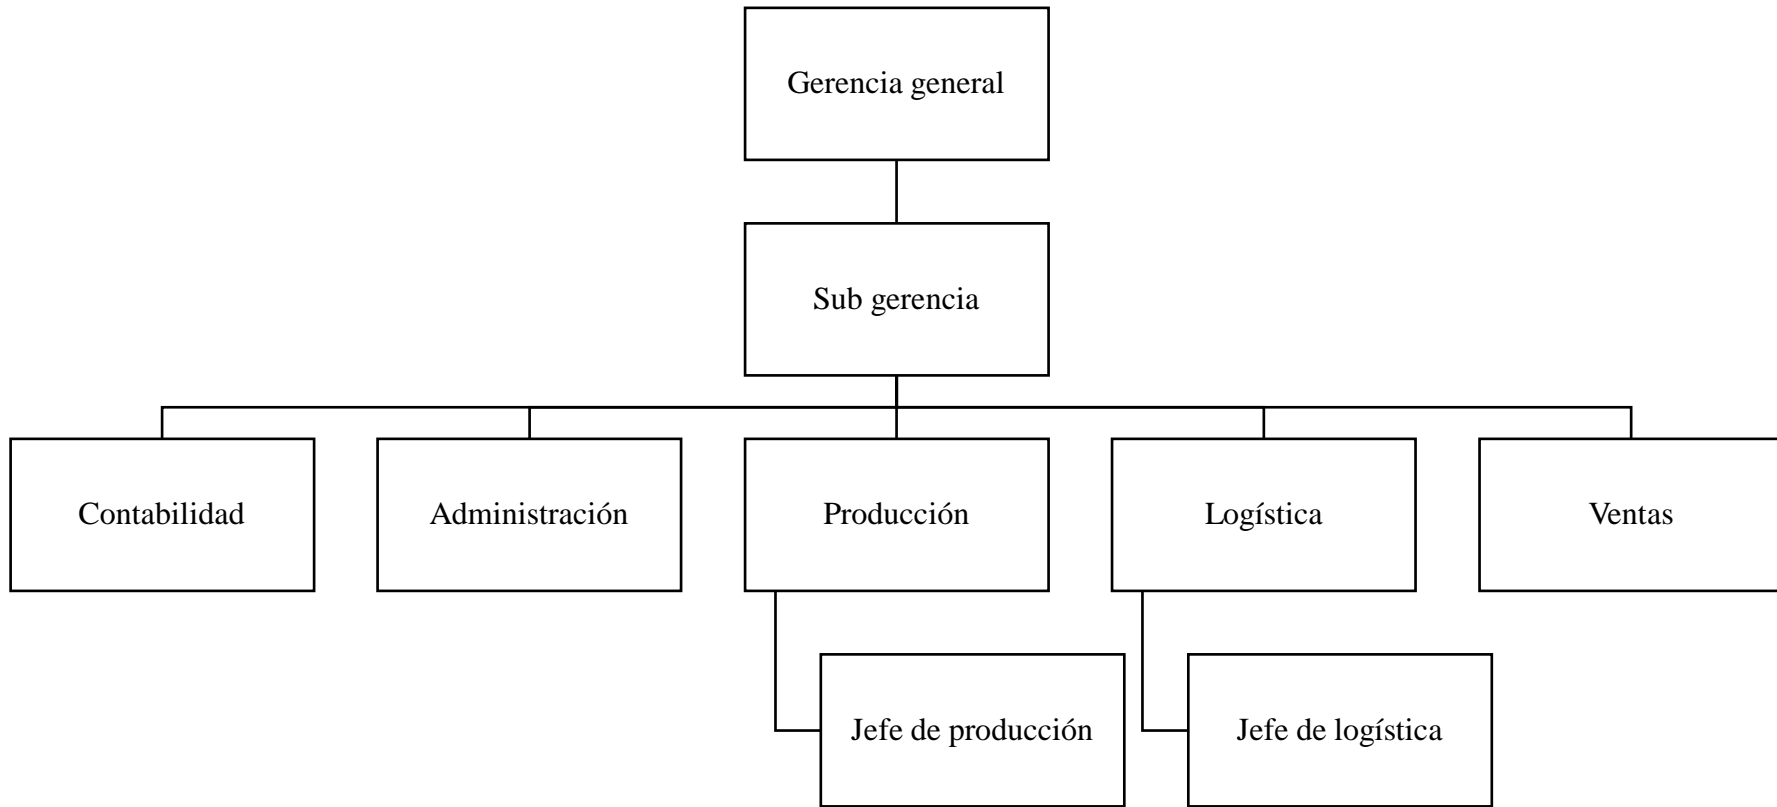 Gerencia general
Sub gerencia
Contabilidad
Administración
Producción
Logística
Ventas
Jefe de producción
Jefe de logística